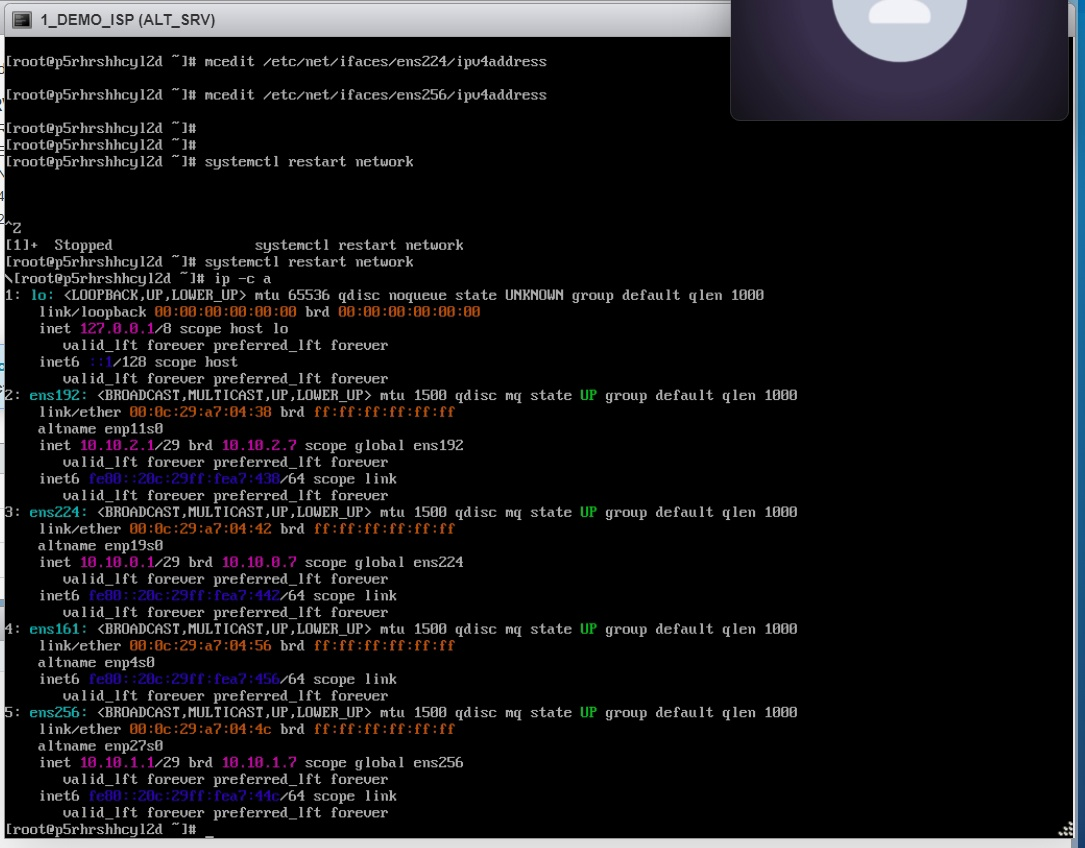 1_DEMO_ISP (ALT_SRV)
[root@p5rhrshhcyl2d ~]# mcedit /etc/net/ifaces/ens224/ipv4address
[root@p5rhrshhcyl2d ~]# mcedit /etc/net/ifaces/ens256/ipv4address
[root@p5rhrshhcyl2d ~]#
[root@p5rhrshhcyl2d ~]#
[root@p5rhrshhcyl2d ~]# systemctl restart network
^Z
[1]+  Stopped                 systemctl restart network
[root@p5rhrshhcyl2d ~]# systemctl restart network
\[root@p5rhrshhcyl2d ~]# ip -c a
1: lo: <LOOPBACK,UP,LOWER_UP> mtu 65536 qdisc noqueue state UNKNOWN group default qlen 1000
    link/loopback 00:00:00:00:00:00 brd 00:00:00:00:00:00
    inet 127.0.0.1/8 scope host lo
       valid_lft forever preferred_lft forever
    inet6 ::1/128 scope host
       valid_lft forever preferred_lft forever
2: ens192: <BROADCAST,MULTICAST,UP,LOWER_UP> mtu 1500 qdisc mq state UP group default qlen 1000
    link/ether 00:0c:29:a7:04:38 brd ff:ff:ff:ff:ff:ff
    altname enp11s0
    inet 10.10.2.1/29 brd 10.10.2.7 scope global ens192
       valid_lft forever preferred_lft forever
    inet6 fe80::20c:29ff:fea7:438/64 scope link
       valid_lft forever preferred_lft forever
3: ens224: <BROADCAST,MULTICAST,UP,LOWER_UP> mtu 1500 qdisc mq state UP group default qlen 1000
    link/ether 00:0c:29:a7:04:42 brd ff:ff:ff:ff:ff:ff
    altname enp19s0
    inet 10.10.0.1/29 brd 10.10.0.7 scope global ens224
       valid_lft forever preferred_lft forever
    inet6 fe80::20c:29ff:fea7:442/64 scope link
       valid_lft forever preferred_lft forever
4: ens161: <BROADCAST,MULTICAST,UP,LOWER_UP> mtu 1500 qdisc mq state UP group default qlen 1000
    link/ether 00:0c:29:a7:04:56 brd ff:ff:ff:ff:ff:ff
    altname enp4s0
    inet6 fe80::20c:29ff:fea7:456/64 scope link
       valid_lft forever preferred_lft forever
5: ens256: <BROADCAST,MULTICAST,UP,LOWER_UP> mtu 1500 qdisc mq state UP group default qlen 1000
    link/ether 00:0c:29:a7:04:4c brd ff:ff:ff:ff:ff:ff
    altname enp27s0
    inet 10.10.1.1/29 brd 10.10.1.7 scope global ens256
       valid_lft forever preferred_lft forever
    inet6 fe80::20c:29ff:fea7:44c/64 scope link
       valid_lft forever preferred_lft forever
[root@p5rhrshhcyl2d ~]# _